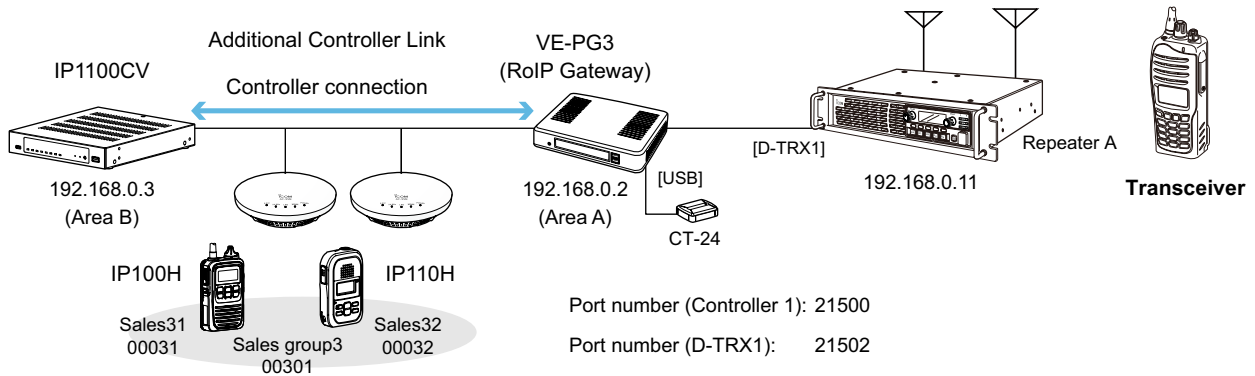 Additional Controller Link
Controller connection
IP1100CV
192.168.0.3
(Area B)
VE-PG3
(RoIP Gateway)
192.168.0.2
(Area A)
[USB]
CT-24
[D-TRX1]
192.168.0.11
Repeater A
Transceiver
IP100H
Sales31
00031
IP110H
Sales32
00032
Sales group3
00301
Port number (Controller 1): 21500
Port number (D-TRX1): 21502